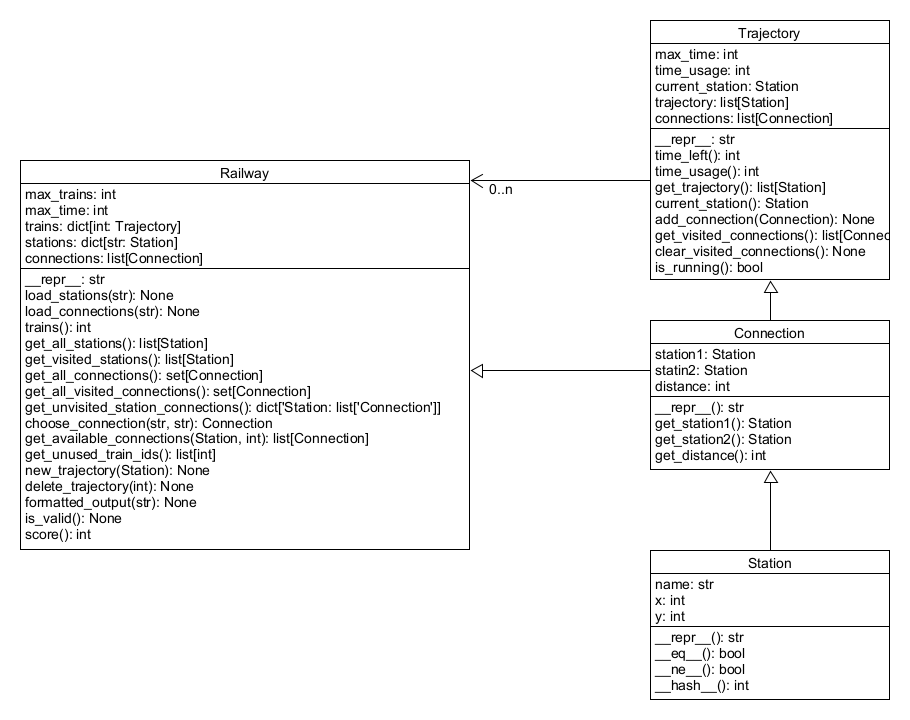 Railway
max_trains: int
max_time: int
trains: dict[int: Trajectory]
stations: dict[str: Station]
connections: list[Connection]
__repr__: str
load_stations(str): None
load_connections(str): None
trains(): int
get_all_stations(): list[Station]
get_visited_stations(): list[Station]
get_all_connections(): set[Connection]
get_all_visited_connections(): set[Connection]
get_unvisited_station_connections(): dict['Station: list['Connection']]
choose_connection(str, str): Connection
get_available_connections(Station, int): list[Connection]
get_unused_train_ids(): list[int]
new_trajectory(Station): None
delete_trajectory(int): None
formatted_output(str): None
is_valid(): None
score(): int
0..n
Trajectory
max_time: int
time_usage: int
current_station: Station
trajectory: list[Station]
connections: list[Connection]
__repr__: str
time_left(): int
time_usage(): int
get_trajectory(): list[Station]
current_station(): Station
add_connection(Connection): None
get_visited_connections(): list[Connec
clear_visited_connections(): None
is_running(): bool
Connection
station1: Station
statin2: Station
distance: int
__repr__(): str
get_station1(): Station
get_station2(): Station
get_distance(): int
Station
name: str
x: int
y: int
__repr__(): str
__eq__(): bool
__ne__(): bool
__hash__(): int